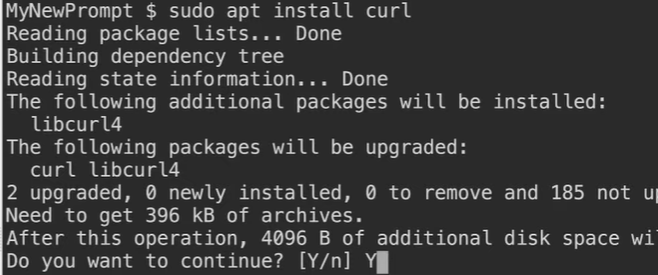 MyNewPrompt $ sudo apt install curl
Reading package lists... Done
Building dependency tree
Reading state information... Done
The following additional packages will be installed:
  libcurl4
The following packages will be upgraded:
  curl libcurl4
2 upgraded, 0 newly installed, 0 to remove and 185 not
Need to get 396 kB of archives.
After this operation, 4096 B of additional disk space
Do you want to continue? [Y/n] Y